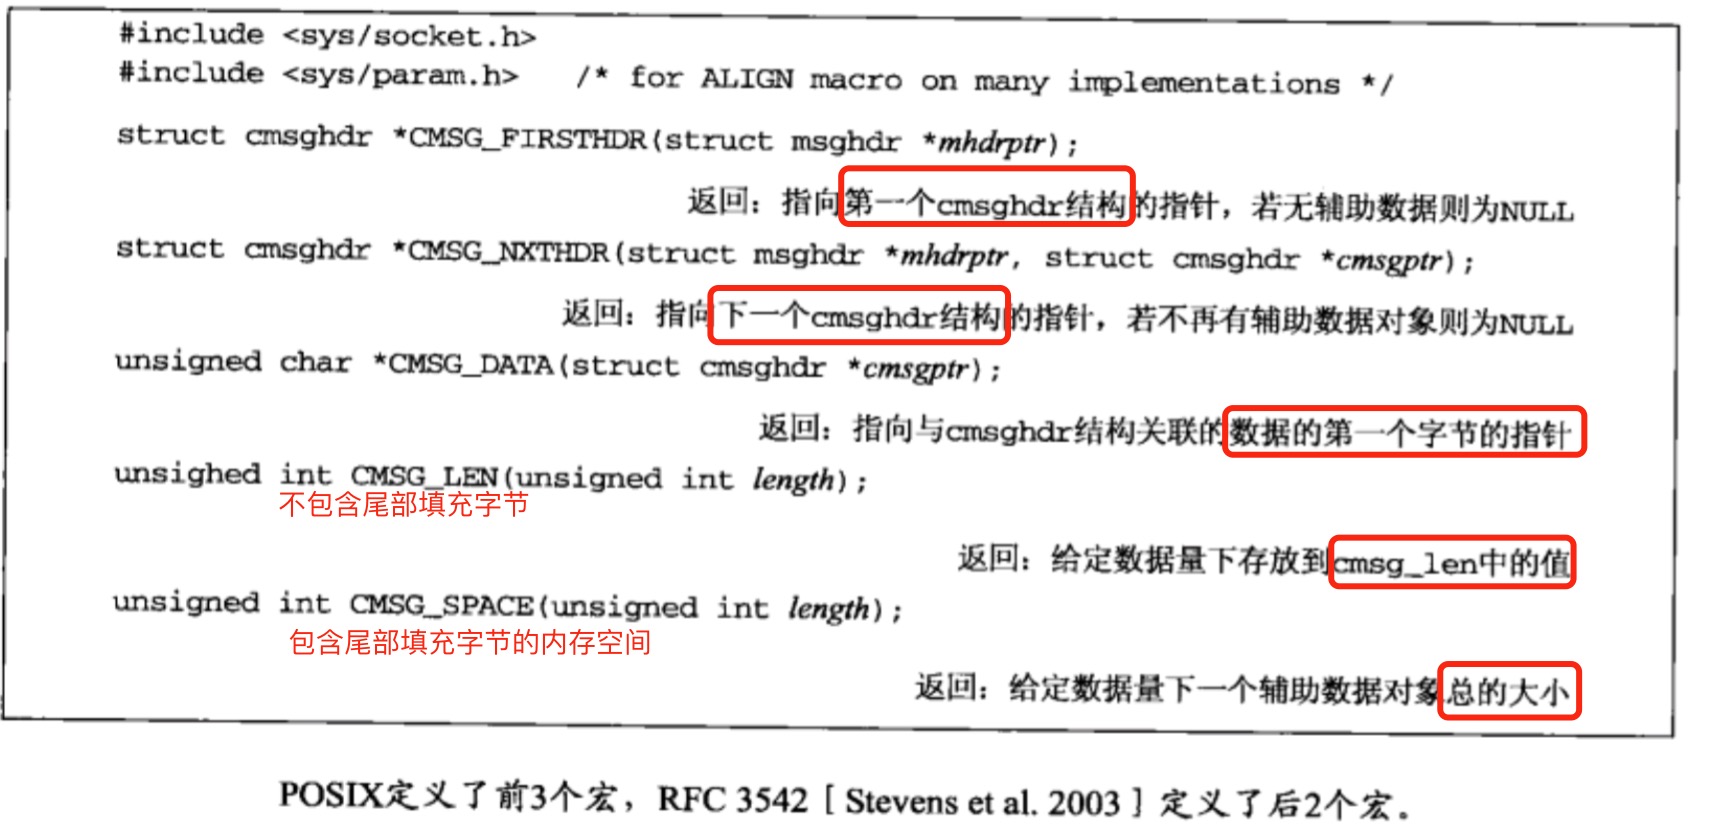 #include <sys/socket.h>
#include <sys/param.h>   /* for ALIGN macro on many implementations */
struct cmsghdr *CMSG_FIRSTHDR(struct msghdr *mhdrptr);
返回：指向第一个cmsghdr结构的指针，若无辅助数据则为NULL
struct cmsghdr *CMSG_NXTHDR(struct msghdr *mhdrptr, struct cmsghdr *cmsgptr);
返回：指向下一个cmsghdr结构的指针，若不再有辅助数据对象则为NULL
unsigned char *CMSG_DATA(struct cmsghdr *cmsgptr);
返回：指向与cmsghdr结构关联的数据的第一个字节的指针
unsighed int CMSG_LEN(unsigned int length);
不包含尾部填充字节
返回：给定数据量下存放到cmsg_len中的值
unsigned int CMSG_SPACE(unsigned int length);
包含尾部填充字节的内存空间
返回：给定数据量下一个辅助数据对象总的大小
POSIX定义了前3个宏，RFC 3542［Stevens et al. 2003］定义了后2个宏。